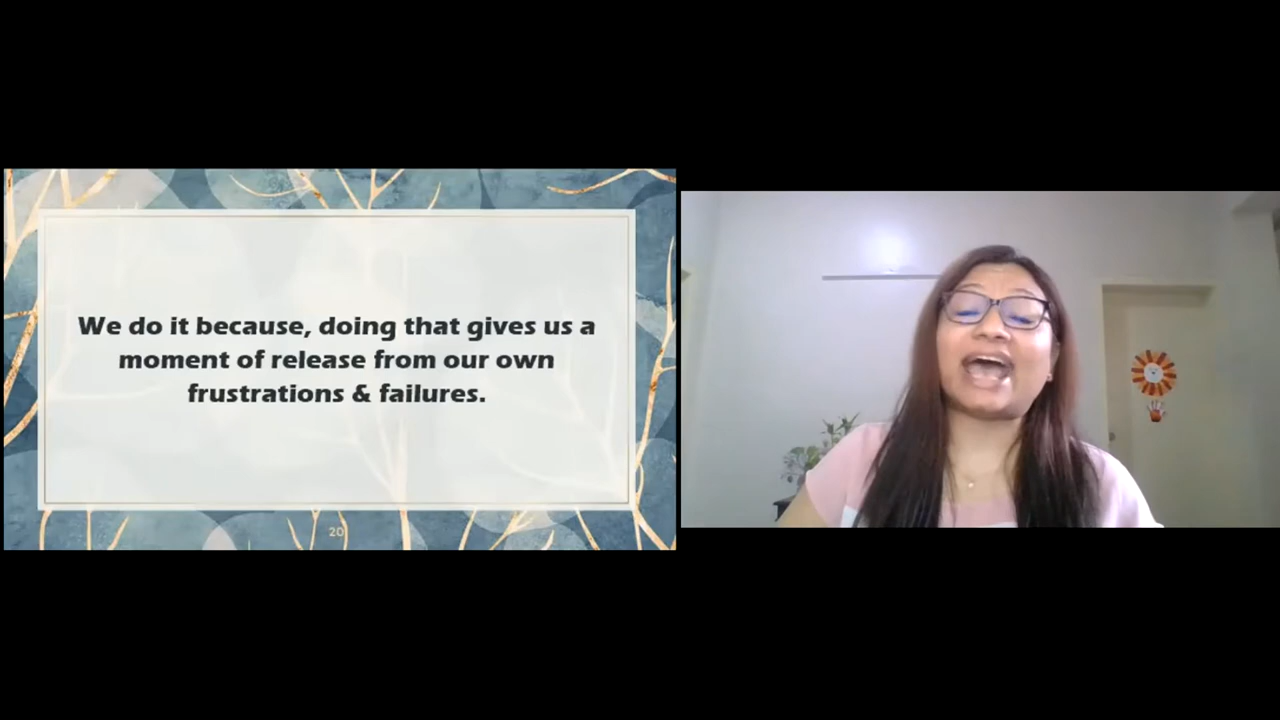 We do it because, doing that gives us a
moment of release from our own
frustrations & failures.
20